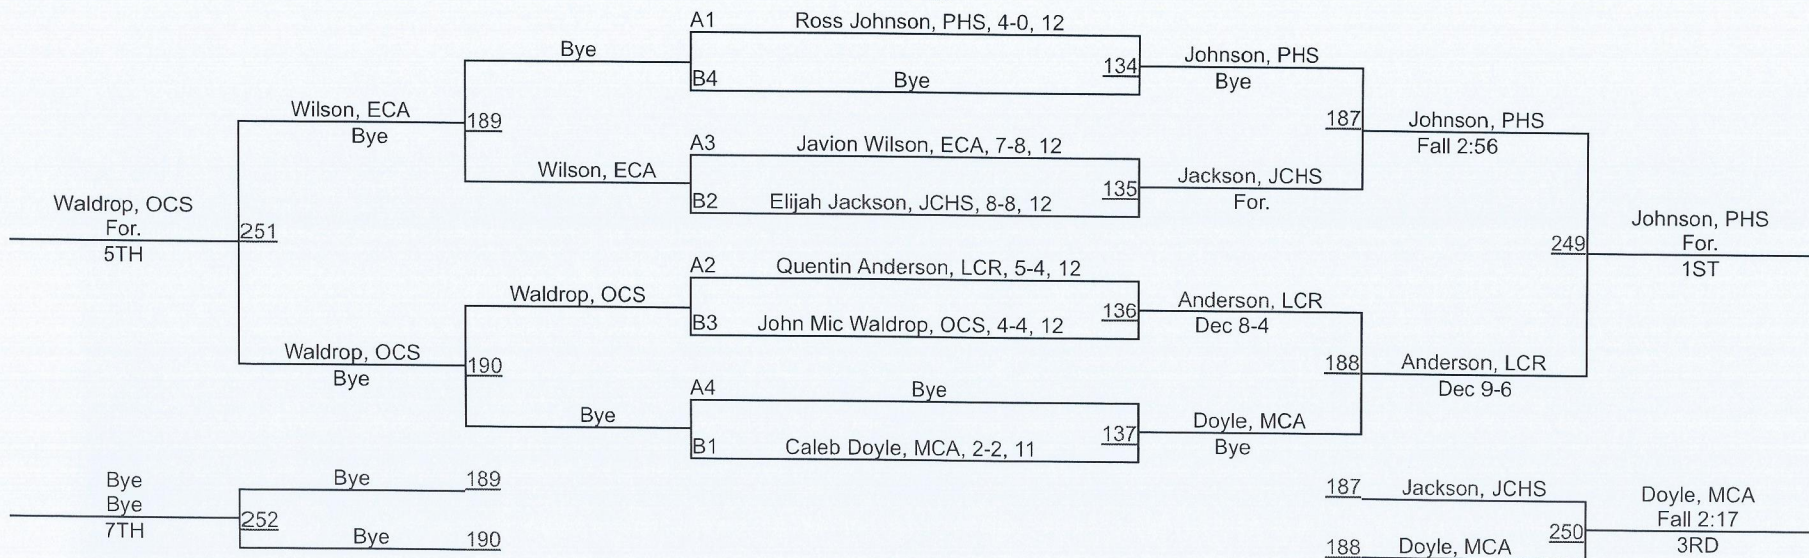 A1 Ross Johnson, PHS, 4-0, 12
Bye
134
Johnson, PHS
B4 Bye
Bye
Wilson, ECA
189
187
Johnson, PHS
Bye
Fall 2:56
A3 Javion Wilson, ECA, 7-8, 12
Wilson, ECA
135
Jackson, JCHS
B2 Elijah Jackson, JCHS, 8-8, 12
For.
Waldrop, OCS
For.
251
5TH
249
Johnson, PHS
For.
1ST
A2 Quentin Anderson, LCR, 5-4, 12
Waldrop, OCS
136
Anderson, LCR
B3 John Mic Waldrop, OCS, 4-4, 12
Dec 8-4
Waldrop, OCS
190
188
Anderson, LCR
Bye
Dec 9-6
A4 Bye
Bye
137
Doyle, MCA
B1 Caleb Doyle, MCA, 2-2, 11
Bye
Bye
Bye
7TH
Bye
189
252
Bye
190
187
Jackson, JCHS
250
Doyle, MCA
Fall 2:17
3RD
188
Doyle, MCA